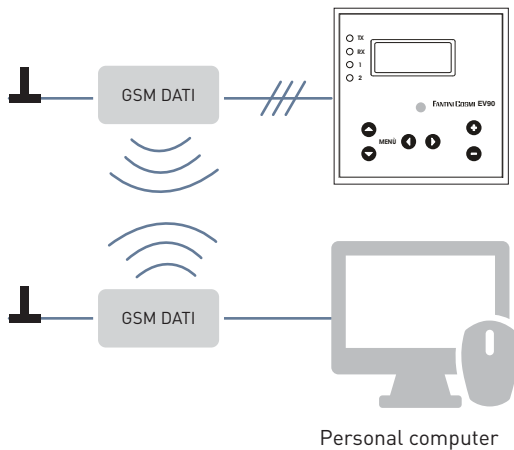 TX
RX
1
2
GSM DATI
FANTINI COSMI EV90
MENÙ
GSM DATI
Personal computer